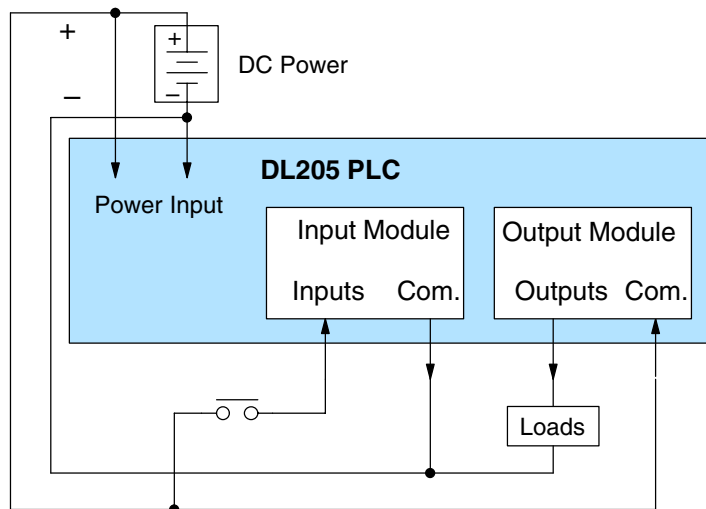 +
+
DC Power
−
−
DL205 PLC
Power Input
Input Module
Output Module
Inputs Com.
Outputs Com.
Loads